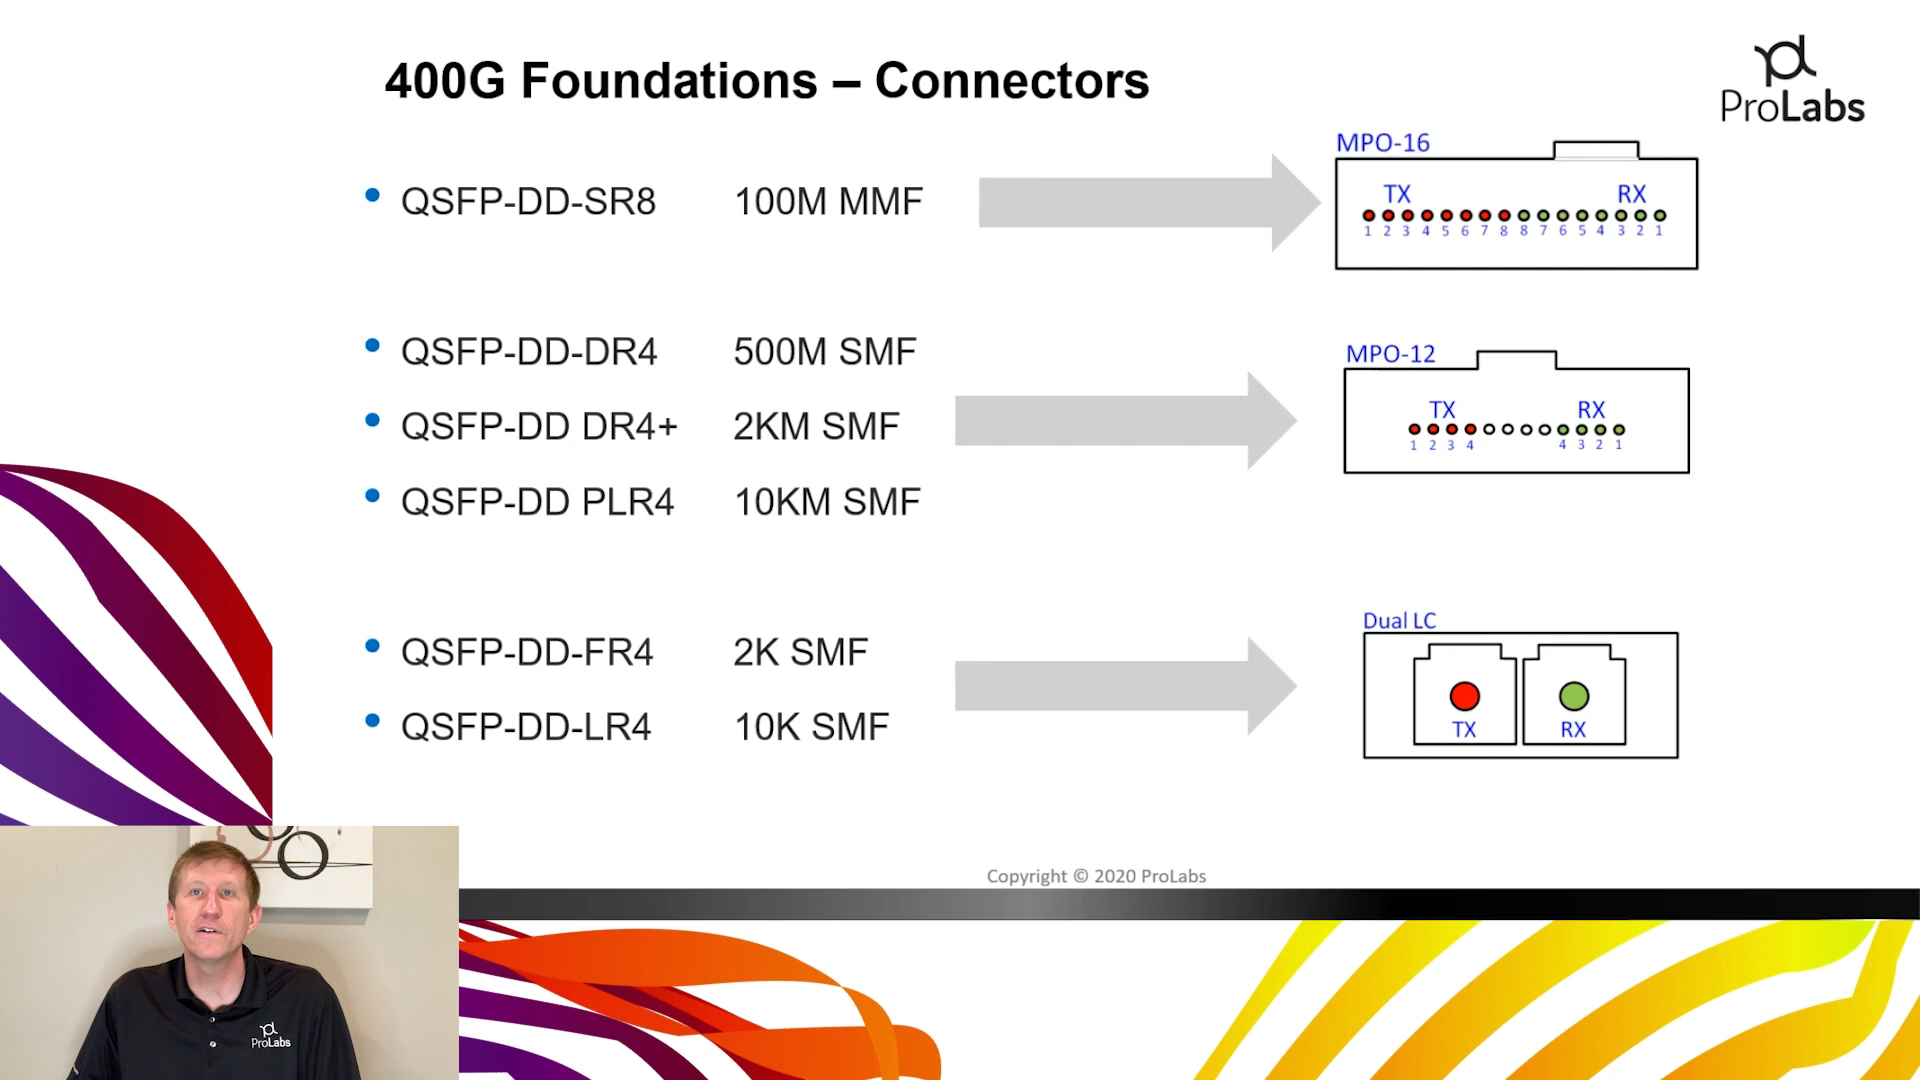 400G Foundations – Connectors
ProLabs
QSFP-DD-SR8 100M MMF
MPO-16
TX RX
1 2 3 4 5 6 7 8 8 7 6 5 4 3 2 1
QSFP-DD-DR4 500M SMF
QSFP-DD DR4+ 2KM SMF
QSFP-DD PLR4 10KM SMF
MPO-12
TX RX
1 2 3 4 4 3 2 1
QSFP-DD-FR4 2K SMF
QSFP-DD-LR4 10K SMF
Dual LC
TX RX
Copyright © 2020 ProLabs
ProLabs